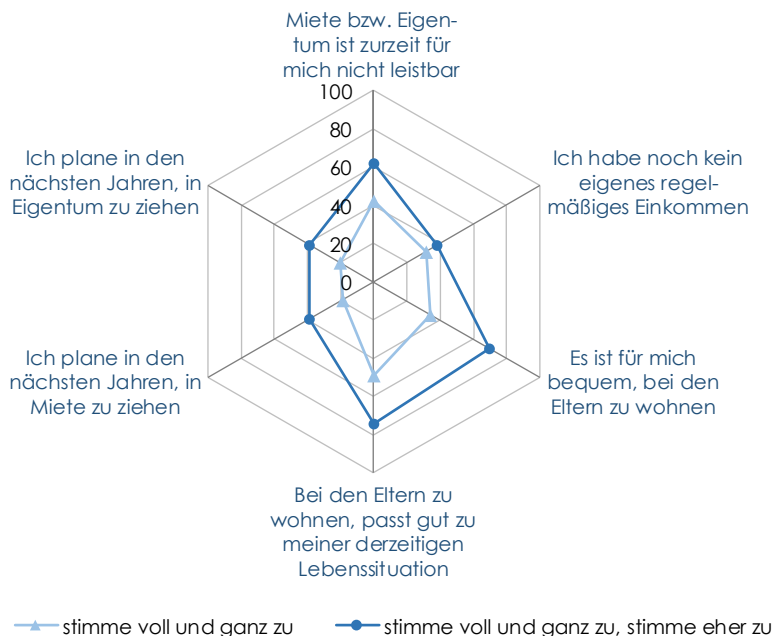 Miete bzw. Eigen-
tum ist zurzeit für
mich nicht leistbar
100
80
60
40
20
0
Ich habe noch kein
eigenes regel-
mäßiges Einkommen
Es ist für mich
bequem, bei den
Eltern zu wohnen
Bei den Eltern zu
wohnen, passt gut zu
meiner derzeitigen
Lebenssituation
Ich plane in den
nächsten Jahren, in
Miete zu ziehen
Ich plane in den
nächsten Jahren, in
Eigentum zu ziehen
stimme voll und ganz zu
stimme voll und ganz zu, stimme eher zu